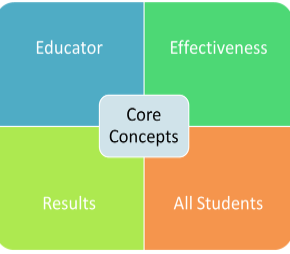 Educator
Effectiveness
Core
Concepts
Results
All Students